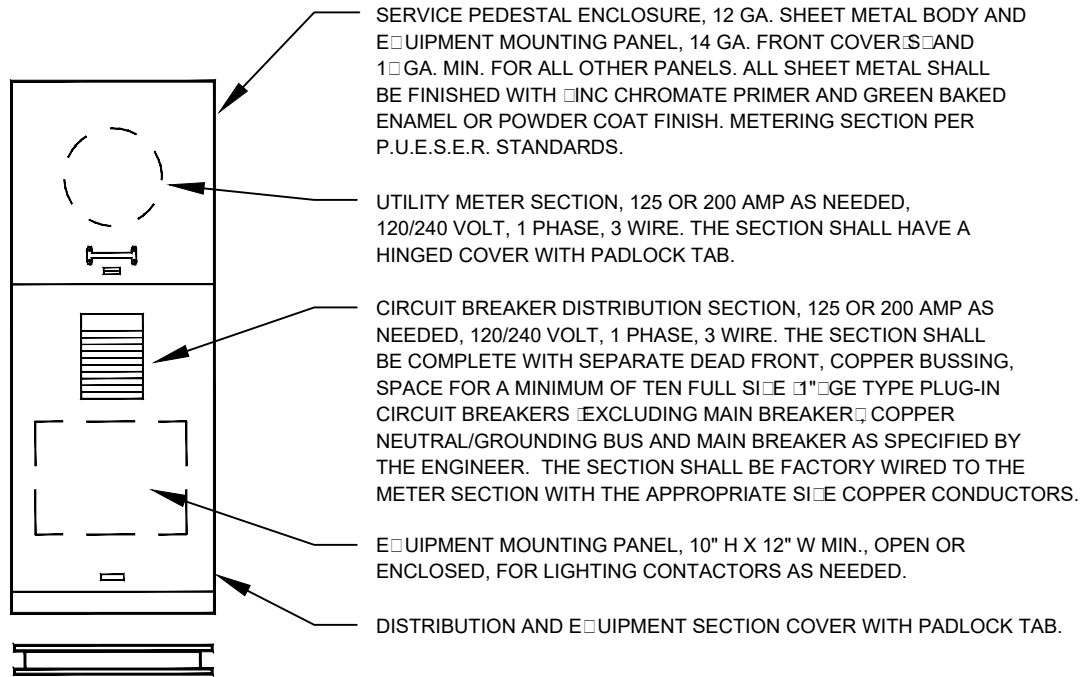 SERVICE PEDESTAL ENCLOSURE, 12 GA. SHEET METAL BODY AND
E□UIPMENT MOUNTING PANEL, 14 GA. FRONT COVER□S□AND
1□ GA. MIN. FOR ALL OTHER PANELS. ALL SHEET METAL SHALL
BE FINISHED WITH □INC CHROMATE PRIMER AND GREEN BAKED
ENAMEL OR POWDER COAT FINISH. METERING SECTION PER
P.U.E.S.E.R. STANDARDS.
UTILITY METER SECTION, 125 OR 200 AMP AS NEEDED,
120/240 VOLT, 1 PHASE, 3 WIRE. THE SECTION SHALL HAVE A
HINGED COVER WITH PADLOCK TAB.
CIRCUIT BREAKER DISTRIBUTION SECTION, 125 OR 200 AMP AS
NEEDED, 120/240 VOLT, 1 PHASE, 3 WIRE. THE SECTION SHALL
BE COMPLETE WITH SEPARATE DEAD FRONT, COPPER BUSSING,
SPACE FOR A MINIMUM OF TEN FULL SI□E □1"□GE TYPE PLUG-IN
CIRCUIT BREAKERS □EXCLUDING MAIN BREAKER□, COPPER
NEUTRAL/GROUNDING BUS AND MAIN BREAKER AS SPECIFIED BY
THE ENGINEER. THE SECTION SHALL BE FACTORY WIRED TO THE
METER SECTION WITH THE APPROPRIATE SI□E COPPER CONDUCTORS.
E□UIPMENT MOUNTING PANEL, 10" H X 12" W MIN., OPEN OR
ENCLOSED, FOR LIGHTING CONTACTORS AS NEEDED.
DISTRIBUTION AND E□UIPMENT SECTION COVER WITH PADLOCK TAB.